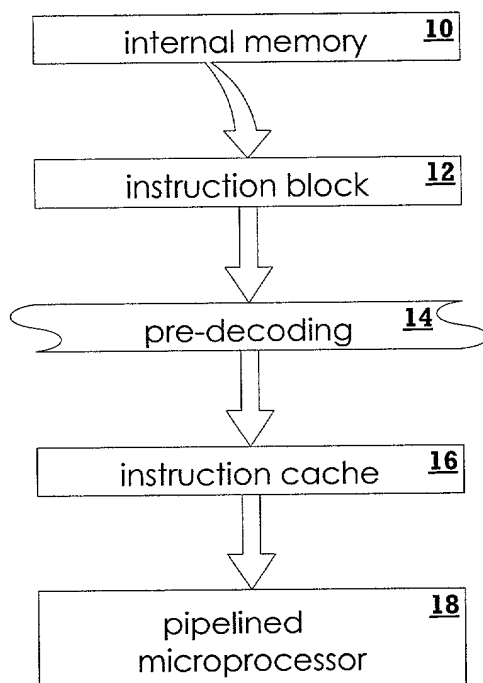 internal memory 10
instruction block 12
pre-decoding 14
instruction cache 16
pipelined 18
microprocessor